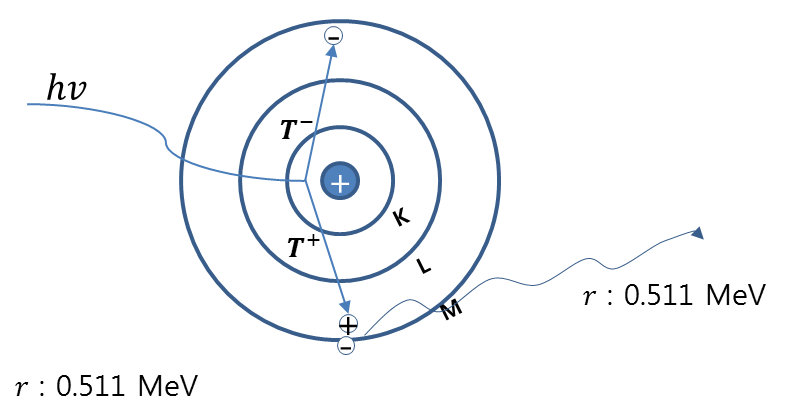 −
hν
T⁻
+
K
T⁺
L
M
r : 0.511 MeV
+
−
r : 0.511 MeV